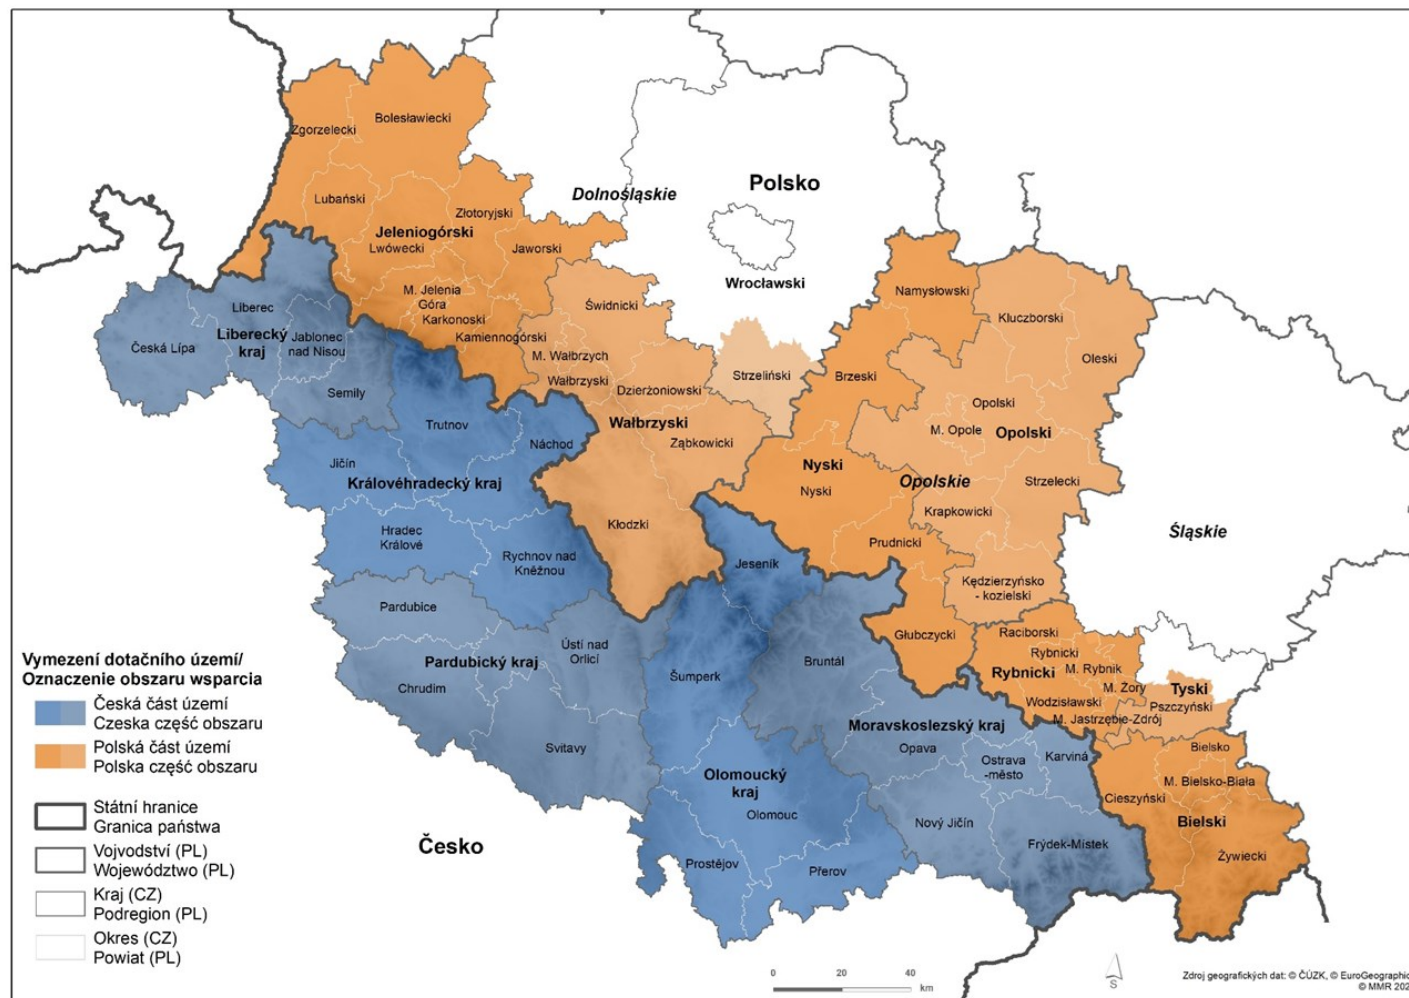 Zgorzelecki
Bolesławiecki
Lubański
Złotoryjski
Jeleniogórski
Lwówecki
Jaworski
M. Jelenia
Góra
Karkonoski
Kamiennogórski
Dolnośląskie
Polsko
Wrocławski
Świdnicki
M. Wałbrzych
Wałbrzyski
Dzierżoniowski
Strzeliński
Wałbrzyski
Ząbkowicki
Kłodzki
Namysłowski
Kluczborski
Oleski
Brzeski
Opolski
M. Opole
Opolski
Nyski
Nyski
Opolskie
Strzelecki
Krapkowicki
Prudnicki
Kędzierzyńsko
- kozielski
Głubczycki
Śląskie
Raciborski
Rybnicki
M. Rybnik
Rybnicki
M. Żory
Wodzisławski
M. Jastrzębie-Zdrój
Tyski
Pszczyński
Bielsko
M. Bielsko-Biała
Cieszyński
Bielski
Żywiecki
Česká Lípa
Liberec
Liberecký
kraj
Jablonec
nad Nisou
Semily
Trutnov
Náchod
Jičín
Královéhradecký kraj
Hradec
Králové
Rychnov nad
Kněžnou
Pardubice
Ústí nad
Orlicí
Pardubický kraj
Chrudim
Svitavy
Jeseník
Šumperk
Bruntál
Moravskoslezský kraj
Opava
Ostrava
-město
Karviná
Olomoucký
kraj
Olomouc
Nový Jičín
Frýdek-Místek
Prostějov
Přerov
Česko
Vymezení dotačního území/
Oznaczenie obszaru wsparcia
Česká část území
Czeska część obszaru
Polská část území
Polska część obszaru
Státní hranice
Granica państwa
Vojvodství (PL)
Województwo (PL)
Kraj (CZ)
Podregion (PL)
Okres (CZ)
Powiat (PL)
0 20 40
km
S
Zdroj geografických dat: © ČÚZK, © EuroGeographic
© MMR 202